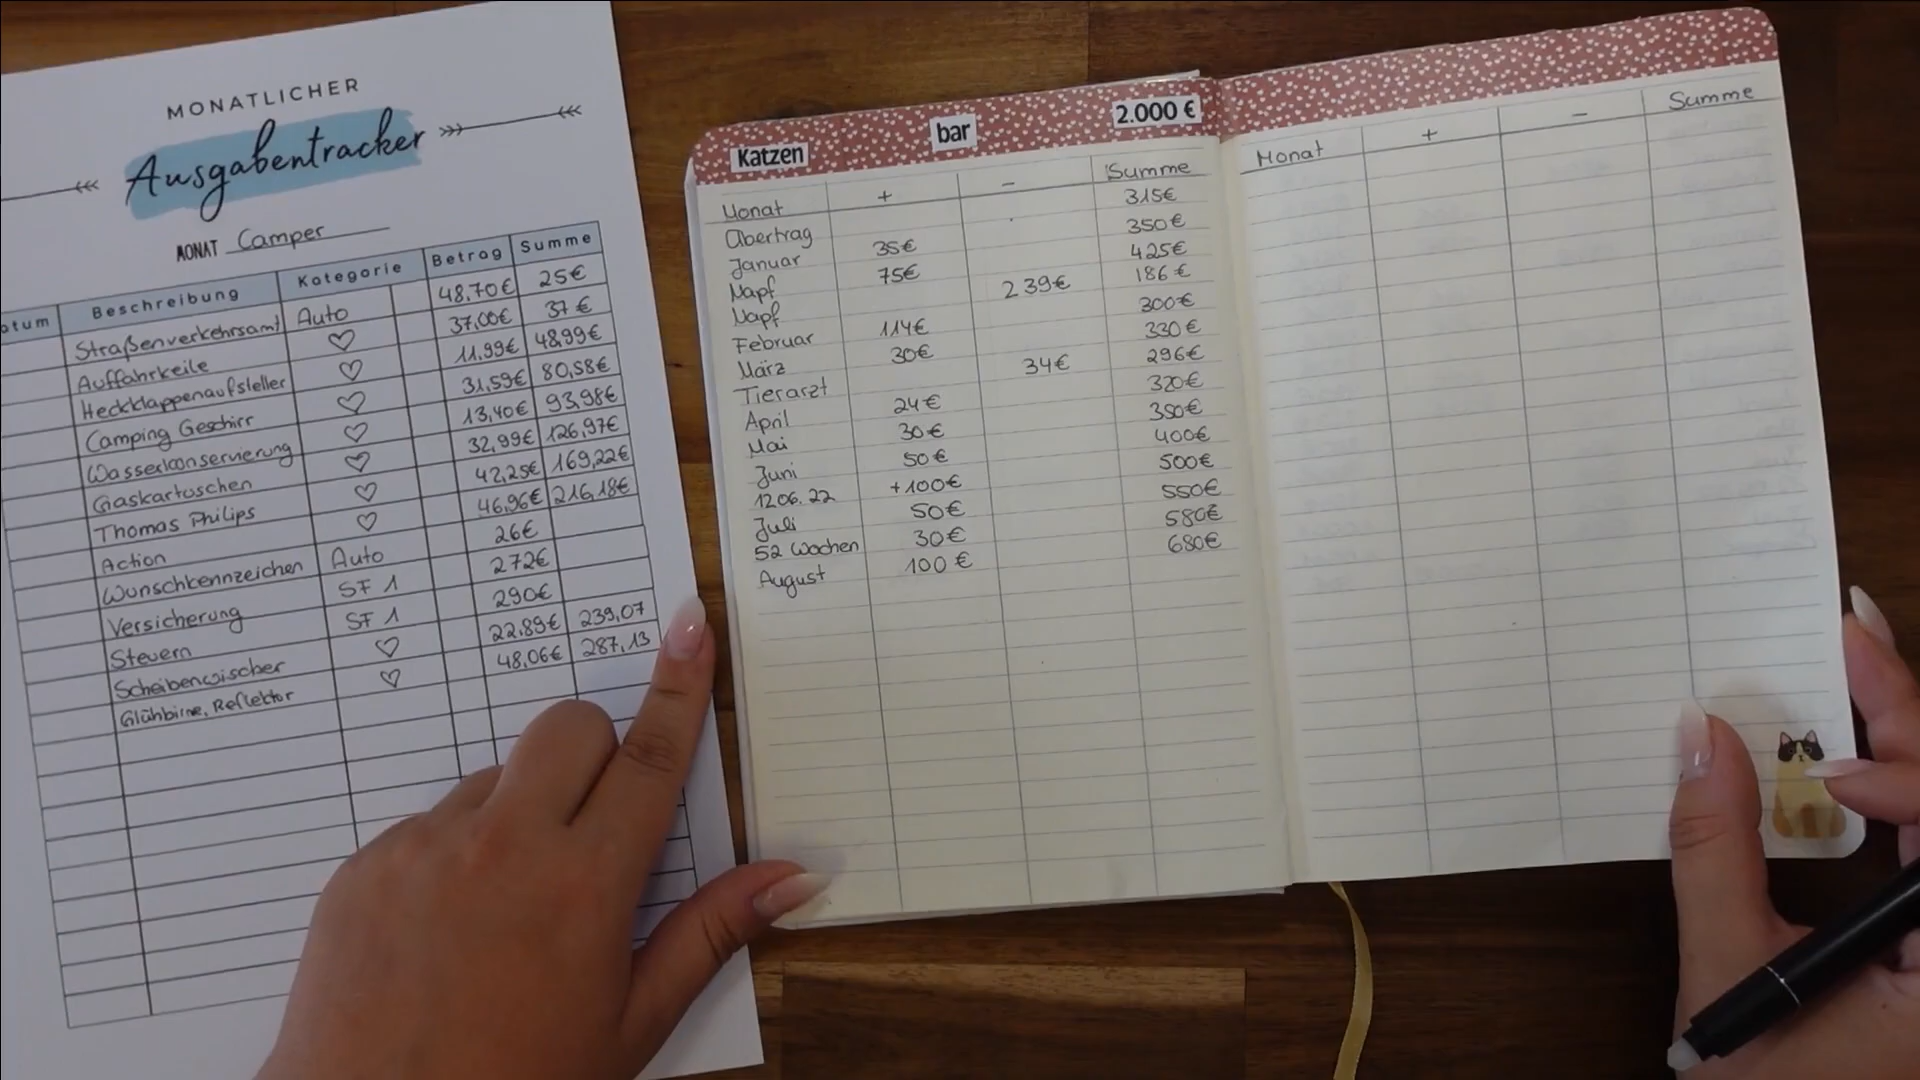 MONATLICHER
Ausgabentracker
MONAT Camper
atum Beschreibung Kategorie Betrag Summe
Straßenverkehrsamt Auto 48,70€ 25€
Auffahrkeile ♡ 37,00€ 37€
Heckklappenaufsteller ♡ 11,99€ 48,99€
Camping Geschirr ♡ 31,59€ 80,58€
Wasserkonservierung ♡ 13,40€ 93,98€
Gaskartuschen ♡ 32,99€ 126,97€
Thomas Philips ♡ 42,25€ 169,22€
Action ♡ 46,96€ 216,18€
Wunschkennzeichen Auto 26€
Versicherung SF 1 272€
Steuern SF 1 290€
Scheibenwischer ♡ 22,89€ 239,07
Glühbirne, Reflektor ♡ 48,06€ 287,13
Katzen bar 2.000 €
Monat + - Summe
Übertrag 315€
Januar 35€ 350€
Napf 75€ 425€
Napf 239€ 186€
Februar 114€ 300€
März 30€ 330€
Tierarzt 34€ 296€
April 24€ 320€
Mai 30€ 350€
Juni 50€ 400€
12.06.22 +100€ 500€
Juli 50€ 550€
52 Wochen 30€ 580€
August 100€ 680€
Monat + - Summe